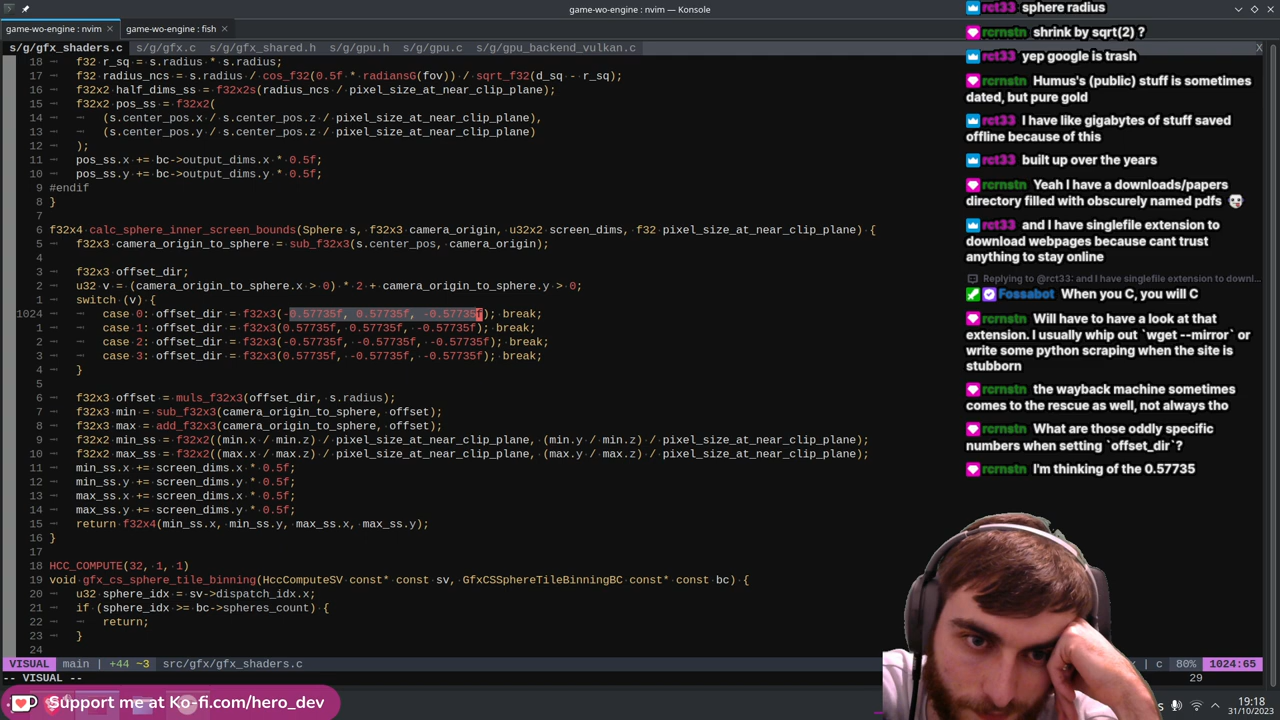 game-wo-engine : nvim — Konsole
game-wo-engine : nvim
game-wo-engine : fish
s/g/gfx_shaders.c s/g/gfx.c s/g/gfx_s s/g/gpu.h s/g/gpu.c s/g/gpu_backend_vulkan.c X
18 f32 r_sq = s.radius * s.radius
17 f32 radius_ncs = s.radius / cos_f32(0.5f * radiansG(fov)) / sqrt_f32(l_sq - r_sq);
16 f32x2 half_dims_ss = f32x2s( / pixel_size_at_near_clip_plane);
15 f32x2 pos_ss = f32x2(
14 (s.center_pos.x / s.center_pos.z / pixel_size_at_near_clip_plane),
13 (s.center_pos.y / s.center_pos.z / pixel_size_at_near_clip_plane)
12 );
11 pos_ss.x += bc->output_dims.x * 0.5f;
10 pos_ss.y += bc->output_dims.y * 0.5f;
9 #endif
8 }
7
6 f32x4 calc_sphere_inner_screen_bo sphere s, f32x3 camera_origin, u32x2 screen_dims, f32 pixel_size_at_near_clip_plane) {
5 f32x3 camera_origin_to_sphere = sub_f32x3(s.center_pos, camera_origin);
4
3 f32x3 offset_dir;
2 u32 v = (camera_origin_to_sphere.x > 0) * 2 + camera_origin_to_sphere.y > 0;
1 switch (v) {
1024 case 0: offset_dir = f32x3(-0.57735f, 0.57735f, -0.57735f); break;
1 case 1: offset_dir = f32x3( f, -0.57735f, -0.57735f); break;
2 case 2: offset_dir = f32x3( f, -0.57735f, -0.57735f); break;
3 case 3: offset_dir = f32x3(0.57735f, -0.57735f, -0.57735f); break;
4 }
5
6 f32x3 offset = muls_f32x3(off , s.radius);
7 f32x3 min = sub_f32x3(camera_origin_to_sphere, offset);
8 f32x3 max = add_f32x3(camera_origin_to_sphere, offset);
9 f32x2 min_ss = f32x2((min.x / min.z) / pixel_size_at_near_clip_plane, (min.y / min.z) / pixel_size_at_near_clip_plane);
10 f32x2 max_ss = f32x2((max.x / max.z) / pixel_size_at_near_clip_plane, (max.y / max.z) / pixel_size_at_near_clip_plane);
11 min_ss.x += screen_dims.x * 0.5f;
12 min_ss.y += screen_dims.y * 0.5f;
13 max_ss.x += screen_dims.x * 0.5f;
14 max_ss.y += screen_dims.y * 0.5f;
15 return f32x4(min_ss.x, min_ss.y, max_ss.x, max_ss.y);
16 }
17
18 HCC_COMPUTE(32, 1, 1)
19 void gfx_cs_sphere_tile_binning(HccComputeSV const* const sv, GfxCSSphereTileBinningBC const* const bc) {
20 u32 sphere_idx = sv->dispatch_idx.x;
21 if (sphere_idx >= bc->spheres_count) {
22 return;
23 }
24
VISUAL main | +44 ~3 src/gfx/gfx_shaders.c | c 80% 1024:65
-- VISUAL -- 29
Support me at Ko-fi.com/hero_dev
19:18
31/10/2023
rct33 sphere radius
rcrnstn shrink by sqrt(2) ?
rct33 yep google is trash
rcrnstn Humus's (public) stuff is sometimes
dated, but pure gold
rct33 I have like gigabytes of stuff saved
offline because of this
rct33 built up over the years
rcrnstn Yeah I have a downloads/papers
directory filled with obscurely named pdfs
rct33 and I have singlefile extension to
download webpages because cant trust
anything to stay online
Replying to @rct33: and I have singlefile extension to downl...
Fossabot When you C, you will C
rcrnstn Will have to have a look at that
extension. I usually whip out `wget --mirror` or
write some python scraping when the site is
stubborn
rcrnstn the wayback machine sometimes
comes to the rescue as well, not always tho
rcrnstn What are those oddly specific
numbers when setting `offset_dir`?
rcrnstn I'm thinking of the 0.57735